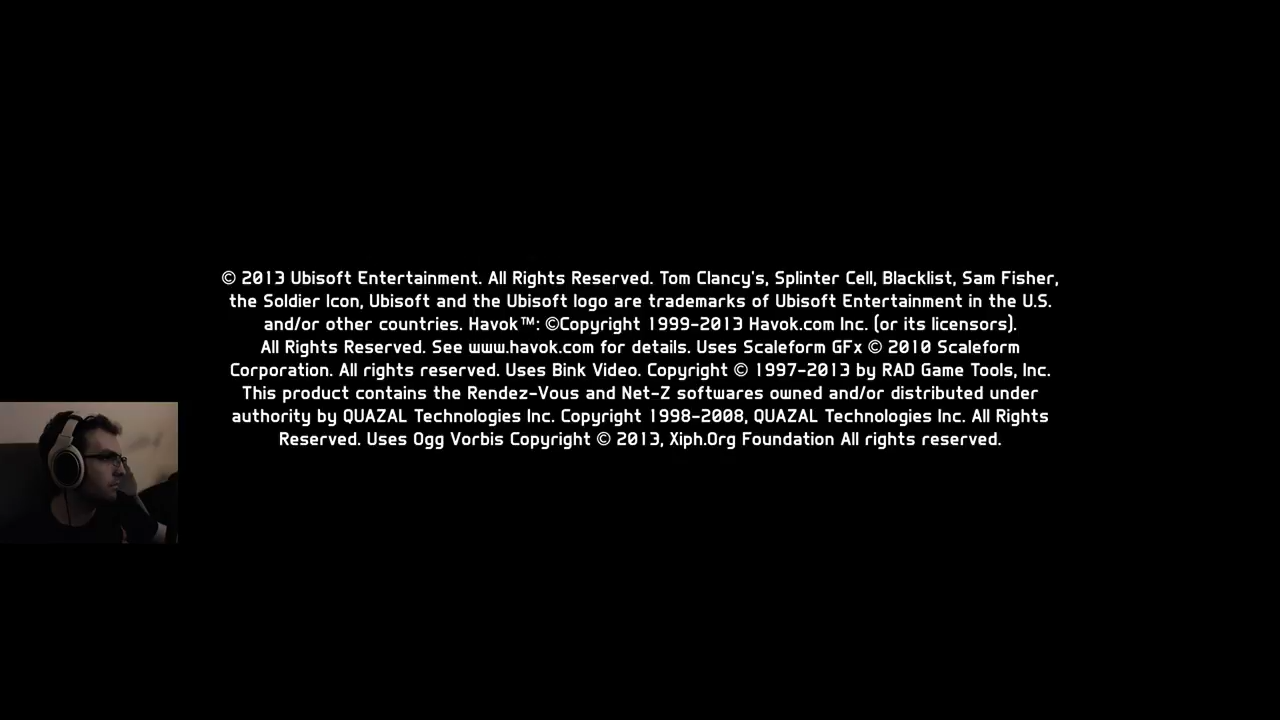 © 2013 Ubisoft Entertainment. All Rights Reserved. Tom Clancy's, Splinter Cell, Blacklist, Sam Fisher,
the Soldier Icon, Ubisoft and the Ubisoft logo are trademarks of Ubisoft Entertainment in the U.S.
and/or other countries. Havok™: ©Copyright 1999-2013 Havok.com Inc. (or its licensors).
All Rights Reserved. See www.havok.com for details. Uses Scaleform GFx © 2010 Scaleform
Corporation. All rights reserved. Uses Bink Video. Copyright © 1997-2013 by RAD Game Tools, Inc.
This product contains the Rendez-Vous and Net-Z softwares owned and/or distributed under
authority by QUAZAL Technologies Inc. Copyright 1998-2008, QUAZAL Technologies Inc. All Rights
Reserved. Uses Ogg Vorbis Copyright © 2013, Xiph.Org Foundation All rights reserved.